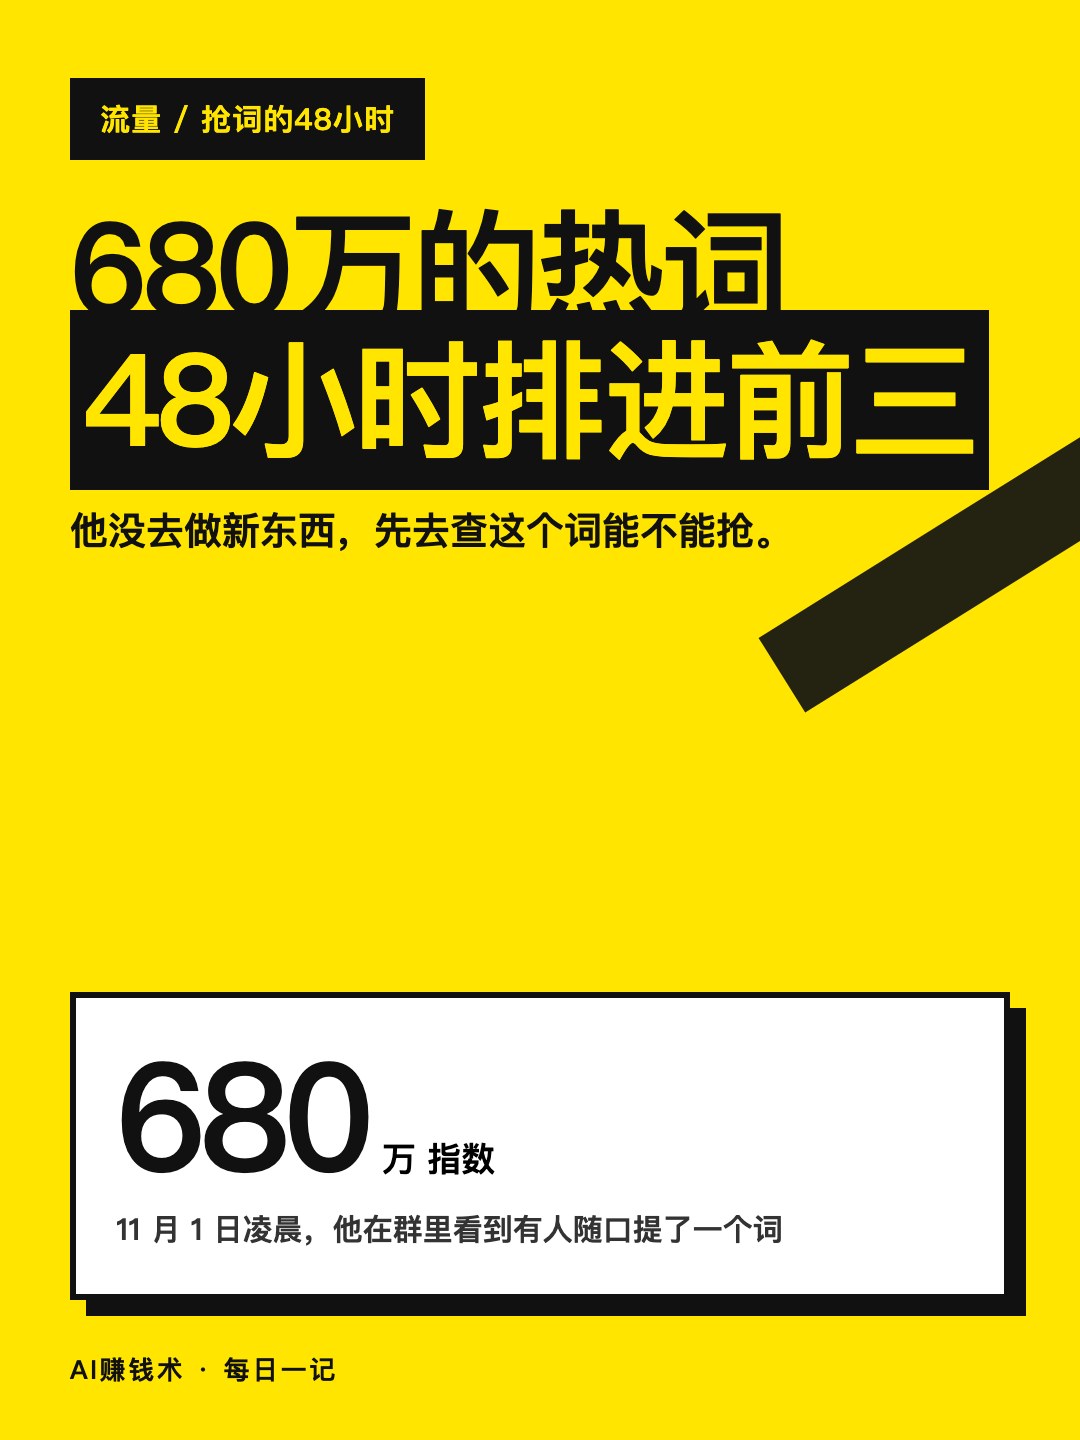 流量 / 抢词的48小时
680万的热词
48小时排进前三
他没去做新东西，先去查这个词能不能抢。
680 万 指数
11 月 1 日凌晨，他在群里看到有人随口提了一个词
AI赚钱术 · 每日一记